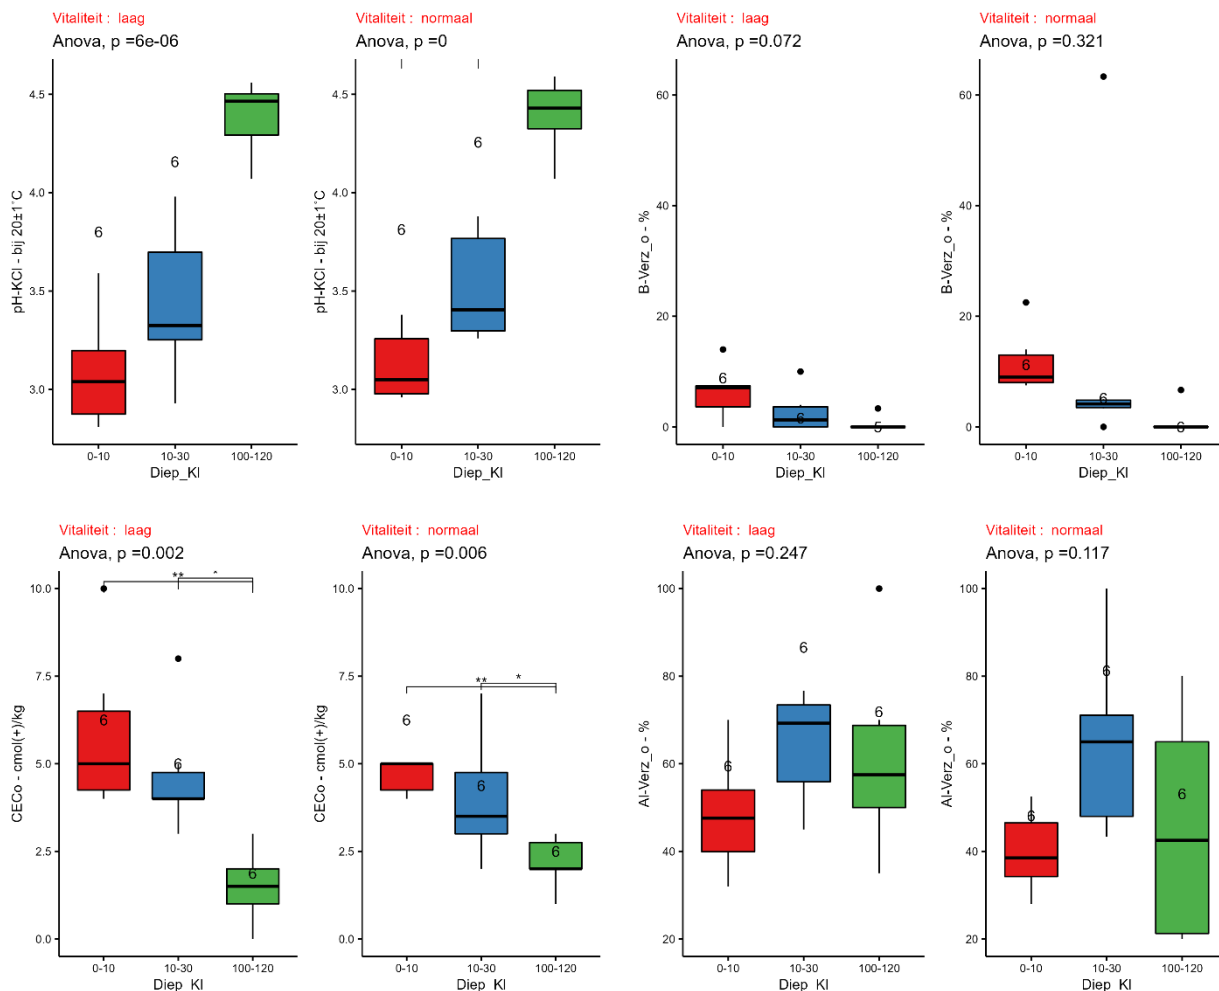 Vitaliteit : laag
Anova, p =6e-06
pH-KCl - bij 20±1˚C
4.5
4.0
3.5
3.0
6
6
0-10
10-30
100-120
Diep_Kl
Vitaliteit : normaal
Anova, p =0
pH-KCl - bij 20±1˚C
4.5
4.0
3.5
3.0
6
6
0-10
10-30
100-120
Diep_Kl
Vitaliteit : laag
Anova, p =0.072
B-Verz_o - %
60
40
20
0
6
6
5
0-10
10-30
100-120
Diep_Kl
Vitaliteit : normaal
Anova, p =0.321
B-Verz_o - %
60
40
20
0
6
6
6
0-10
10-30
100-120
Diep_Kl
Vitaliteit : laag
Anova, p =0.002
CECo - cmol(+)/kg
10.0
7.5
5.0
2.5
0.0
**
*
6
6
6
0-10
10-30
100-120
Diep_Kl
Vitaliteit : normaal
Anova, p =0.006
CECo - cmol(+)/kg
10.0
7.5
5.0
2.5
0.0
**
*
6
6
6
0-10
10-30
100-120
Diep_Kl
Vitaliteit : laag
Anova, p =0.247
Al-Verz_o - %
100
80
60
40
20
6
6
6
0-10
10-30
100-120
Diep_Kl
Vitaliteit : normaal
Anova, p =0.117
Al-Verz_o - %
100
80
60
40
20
6
6
6
0-10
10-30
100-120
Diep_Kl